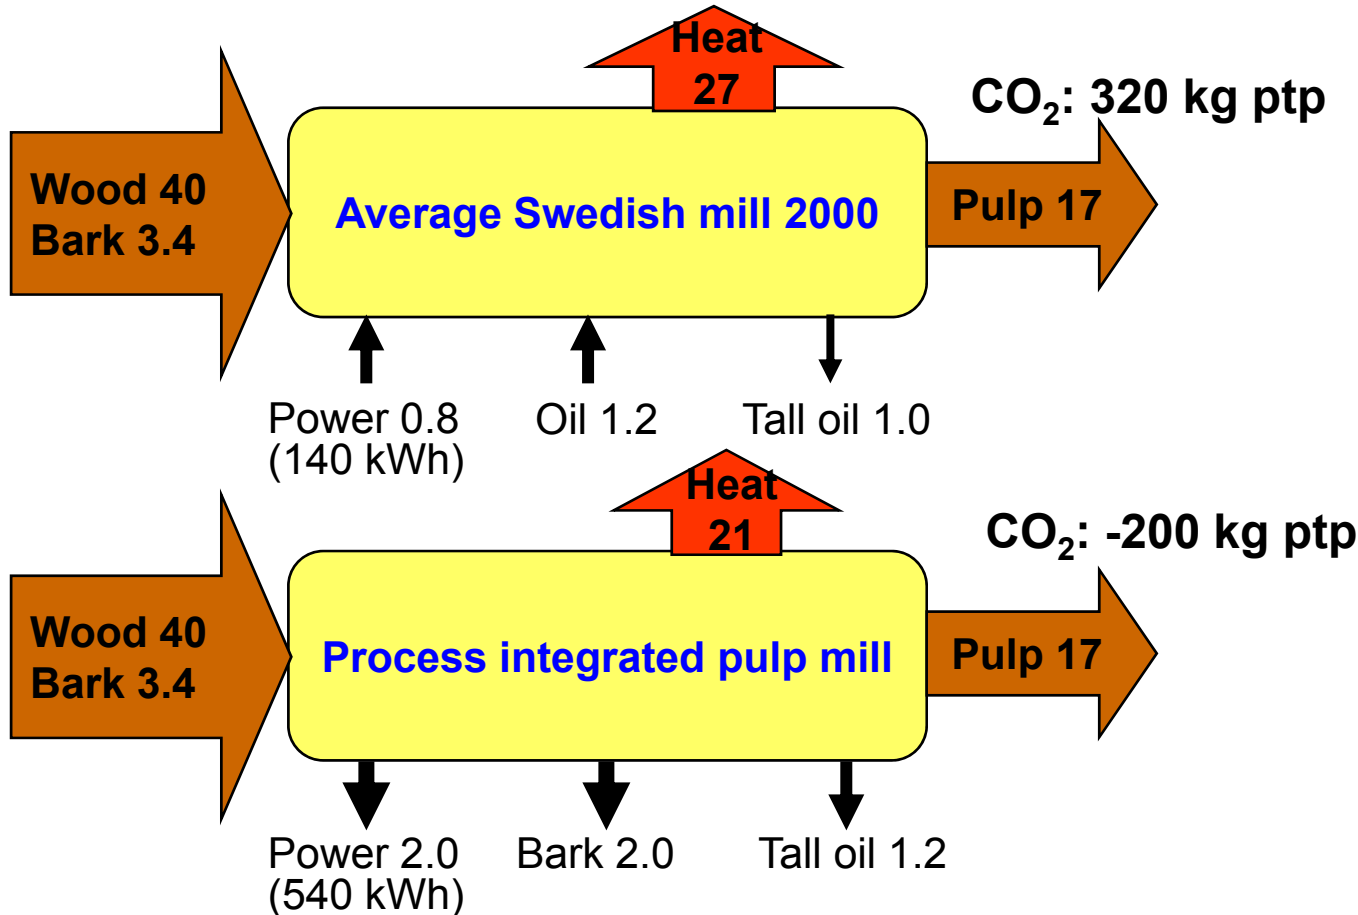 Heat
27
CO₂: 320 kg ptp
Wood 40
Bark 3.4
Average Swedish mill 2000
Pulp 17
Power 0.8
(140 kWh)
Oil 1.2
Tall oil 1.0
Heat
21
CO₂: -200 kg ptp
Wood 40
Bark 3.4
Process integrated pulp mill
Pulp 17
Power 2.0
(540 kWh)
Bark 2.0
Tall oil 1.2